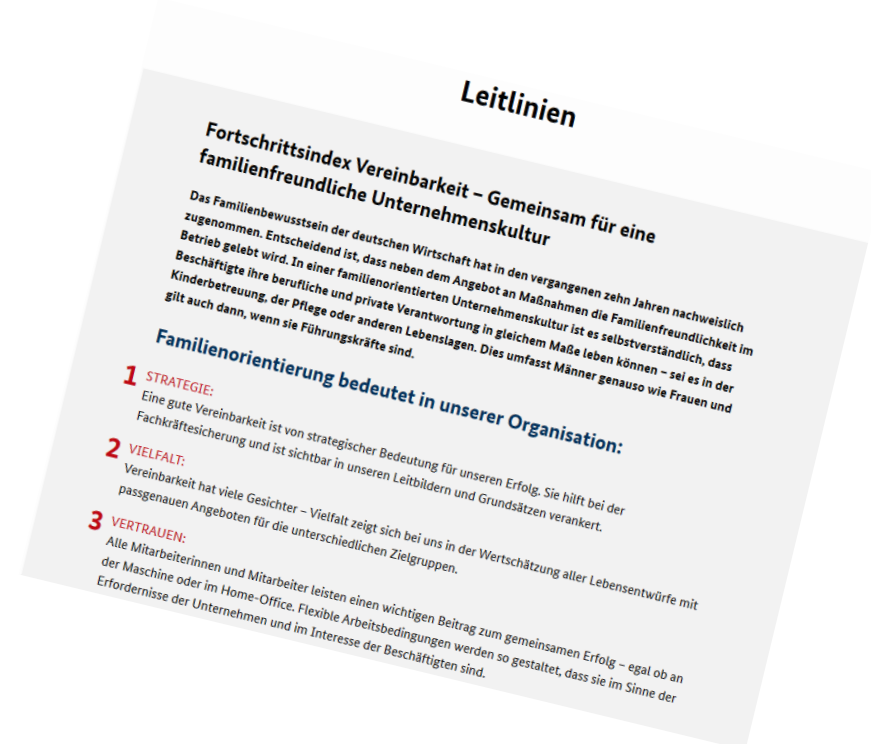 Leitlinien
Fortschrittsindex Vereinbarkeit – Gemeinsam für eine
familienfreundliche Unternehmenskultur
Das Familienbewusstsein der deutschen Wirtschaft hat in den vergangenen zehn Jahren nachweislich
zugenommen. Entscheidend ist, dass neben dem Angebot an Maßnahmen die Familienfreundlichkeit im
Betrieb gelebt wird. In einer familienorientierten Unternehmenskultur ist es selbstverständlich, dass
Beschäftigte ihre berufliche und private Verantwortung in gleichem Maße leben können – sei es in der
Kinderbetreuung, der Pflege oder anderen Lebenslagen. Dies umfasst Männer genauso wie Frauen und
gilt auch dann, wenn sie Führungskräfte sind.
Familienorientierung bedeutet in unserer Organisation:
1 STRATEGIE:
Eine gute Vereinbarkeit ist von strategischer Bedeutung für unseren Erfolg. Sie hilft bei der
Fachkräftesicherung und ist sichtbar in unseren Leitbildern und Grundsätzen verankert.
2 VIELFALT:
Vereinbarkeit hat viele Gesichter – Vielfalt zeigt sich bei uns in der Wertschätzung aller Lebensentwürfe mit
passgenauen Angeboten für die unterschiedlichen Zielgruppen.
3 VERTRAUEN:
Alle Mitarbeiterinnen und Mitarbeiter leisten einen wichtigen Beitrag zum gemeinsamen Erfolg – egal ob an
der Maschine oder im Home-Office. Flexible Arbeitsbedingungen werden so gestaltet, dass sie im Sinne der
Erfordernisse der Unternehmen und im Interesse der Beschäftigten sind.